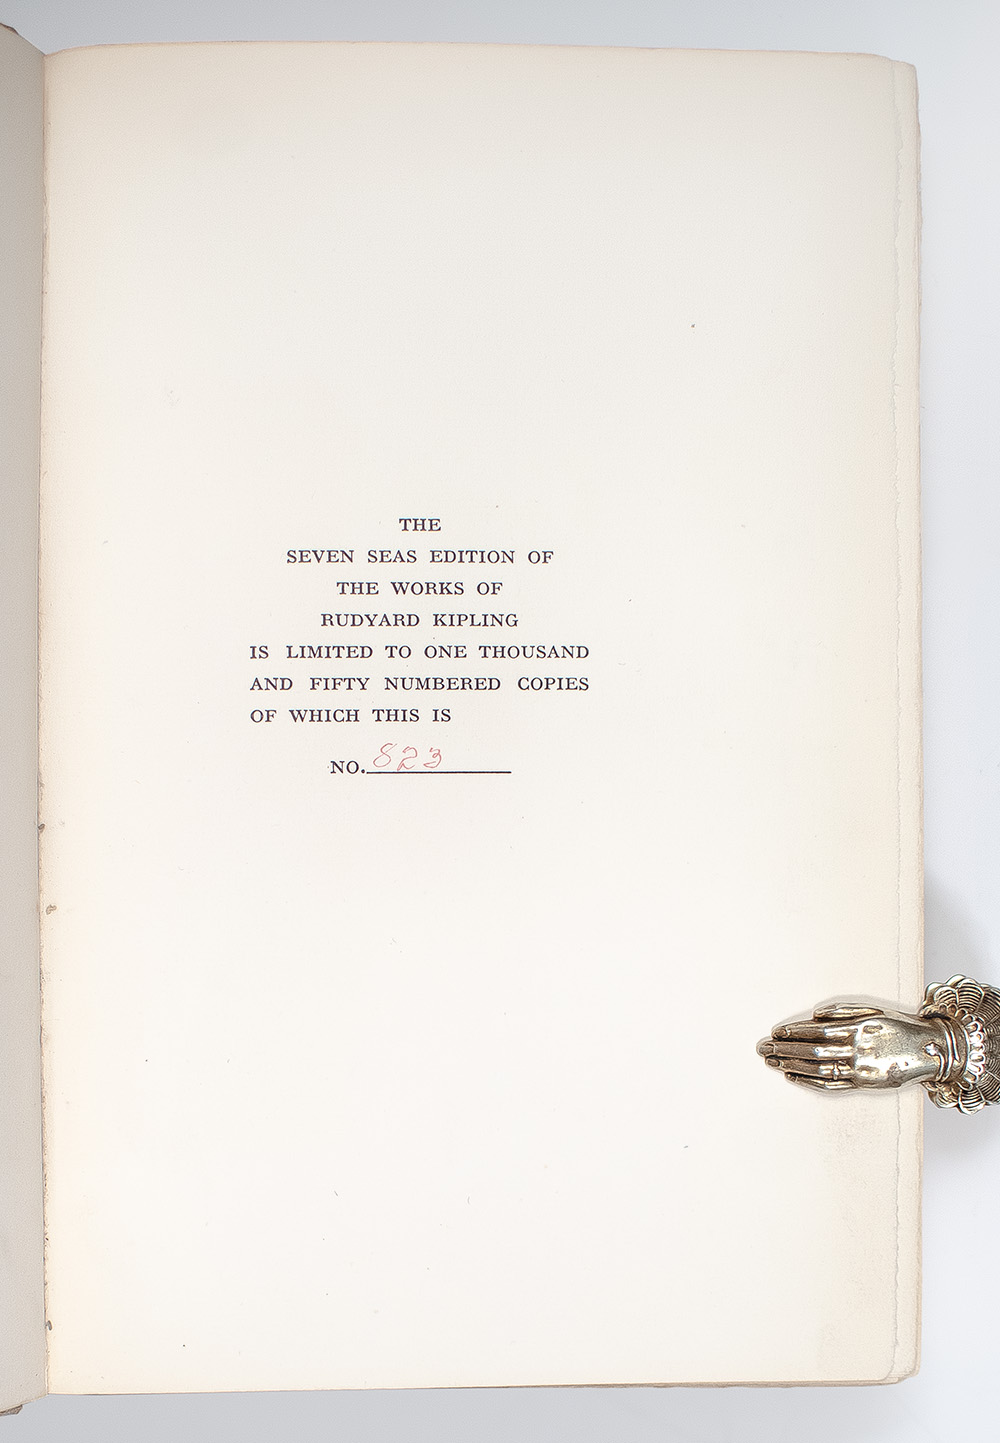 THE
SEVEN SEAS EDITION OF
THE WORKS OF
RUDYARD KIPLING
IS LIMITED TO ONE THOUSAND
AND FIFTY NUMBERED COPIES
OF WHICH THIS IS
NO. 823